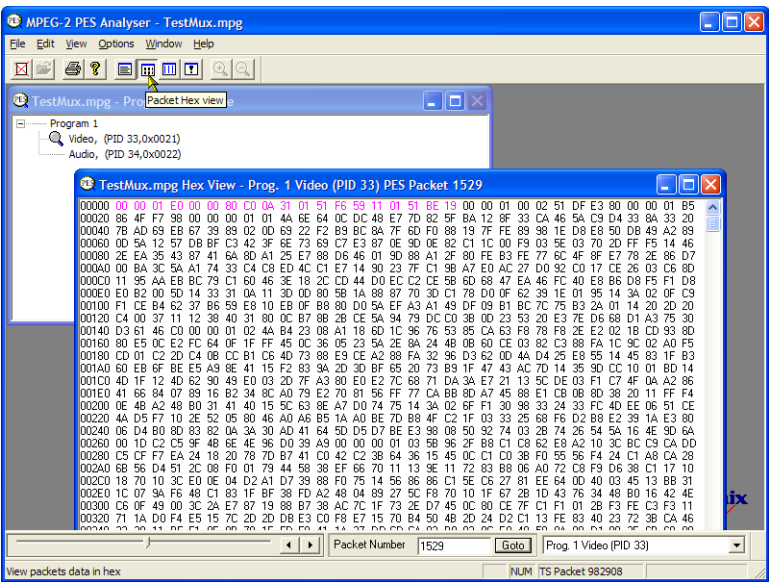 MPEG-2 PES Analyser - TestMux.mpg
File Edit View Options Window Help
TestMux.mpg - Pro
Packet Hex view
Program 1
Video, (PID 33,0x0021)
Audio, (PID 34,0x0022)
TestMux.mpg Hex View - Prog. 1 Video (PID 33) PES Packet 1529
00000 00 00 01 E0 00 00 80 C0 0A 31 01 51 F6 59 11 01 51 BE 19 00 00 01 00 02 51 DF E3 80 00 00 01 B5
00020 86 4F F7 98 00 00 00 01 01 4A 6E 64 0C DC 48 E7 7D 82 5F BA 12 8F 33 CA 46 5A C9 D4 33 8A 33 20
00040 7B AD 69 EB 67 39 89 02 0D 69 22 F2 B9 BC 8A 7F 6D F0 88 19 7F FE 89 98 1E D8 E8 50 DB 49 A2 89
00060 0D 5A 12 57 DB BF C3 42 3F 6E 73 69 C7 E3 87 0E 9D 0E 82 C1 1C 00 F9 03 5E 03 70 2D FF F5 14 46
00080 2E EA 35 43 87 41 6A 8D A1 25 E7 88 D6 46 01 9D 88 A1 2F 80 FE B3 FE 77 6C 4F 8F E7 78 2E 86 D7
000A0 00 BA 3C 5A A1 74 33 C4 C8 ED 4C C1 E7 14 90 23 7F C1 9B A7 E0 AC 27 D0 92 C0 17 CE 26 03 C6 8D
000C0 11 95 AA EB BC 79 C1 60 46 3E 18 2C CD 44 D0 EC C2 CE 5B 6D 68 47 EA 46 FC 40 E8 B6 D8 F5 F1 D8
000E0 E0 B2 00 5D 14 33 31 0A 11 3D 0D 80 5B 1A 88 87 70 3D C1 78 D0 0F 62 39 1E 01 95 14 3A 02 0F C9
00100 F1 CE B4 62 37 B6 59 E8 10 EB 0F B8 80 D0 5A EF A3 A1 49 DF 09 B1 BC 7C 75 B3 2A 01 14 20 2D 20
00120 C4 00 37 11 12 38 40 31 80 0C B7 8B 2B CE 5A 94 79 DC C0 3B 0D 23 53 20 E3 7E D6 68 D1 A3 75 30
00140 D3 61 46 C0 00 00 01 02 4A B4 23 08 A1 18 6D 1C 96 76 53 85 CA 63 F8 78 F8 2E E2 02 1B CD 93 8D
00160 80 E5 0C E2 FC 64 0F 1F FF 45 0C 36 05 23 5A 2E 8A 24 4B 0B 60 CE 03 82 C3 88 FA 1C 9C 02 A0 F5
00180 CD 01 C2 2D C4 0B CC B1 C6 4D 73 88 E9 CE A2 88 FA 32 96 D3 62 0D 4A D4 25 E8 55 14 45 83 1F B3
001A0 60 EB 6F BE E5 A9 8E 41 15 F2 83 9A 2D 3D BF 65 20 73 B9 1F 47 43 AC 7D 14 35 9D CC 10 01 BD 14
001C0 4D 1F 12 4D 62 90 49 E0 03 2D 7F A3 80 E0 E2 7C 68 71 DA 3A E7 21 13 5C DE 03 F1 C7 4F 0A A2 86
001E0 41 66 84 07 89 16 B2 34 8C A0 79 E2 70 81 56 FF 77 CA BB 8D A7 45 88 E1 CB 0B 8D 38 20 11 FF F4
00200 0E 4B A2 48 B0 31 41 40 15 5C 63 8E A7 D0 74 75 14 3A 02 6F F1 30 98 33 24 33 FC 4D EE 06 51 CE
00220 4A D5 F7 10 2E 52 05 80 46 A0 A6 B5 1A A0 BE 7D B8 4F C2 1F 03 33 25 68 F6 D2 B8 E2 39 1A E3 80
00240 06 D4 B0 8D 83 82 0A 3A 30 AD 41 64 5D D5 D7 BE E3 98 08 50 92 74 03 2B 74 26 54 5A 16 4E 9D 6A
00260 00 1D C2 C5 9F 4B 6E 4E 96 D0 39 A9 00 00 00 01 03 5B 96 2F B8 C1 C8 62 E8 A2 10 3C BC C9 CA DD
00280 C5 CF F7 EA 24 18 20 78 7D B7 41 C0 42 C2 3B 64 36 15 45 0C C1 C0 3B F0 55 56 F4 24 C1 A8 CA 28
002A0 6B 56 D4 51 2C 08 F0 01 79 44 58 38 EF 66 70 11 13 9E 11 72 83 B8 06 A0 72 C8 F9 D6 38 C1 17 10
002C0 18 70 10 3C E0 0E 04 D2 A1 D7 39 88 F0 75 14 56 86 86 C1 5E C6 27 81 EE 64 0D 40 03 45 13 BB 31
002E0 1C 07 9A F6 48 C1 83 1F BF 38 FD A2 48 04 89 27 5C F8 70 10 1F 67 2B 1D 43 76 34 48 B0 16 42 4E
00300 C6 0F 49 00 3C 2A E7 87 19 88 B7 38 AC 7C 1F 73 2E D7 45 0C 80 CE 7F C1 F1 01 2B F3 FE C3 F3 11
00320 71 1A D0 F4 E5 15 7C 2D 2D DB E3 C0 F8 E7 15 70 B4 50 4B 2D 24 D2 C1 13 FE 83 40 23 72 3B CA 46
ix
Packet Number 1529 Goto Prog. 1 Video (PID 33)
View packets data in hex NUM TS Packet 982908